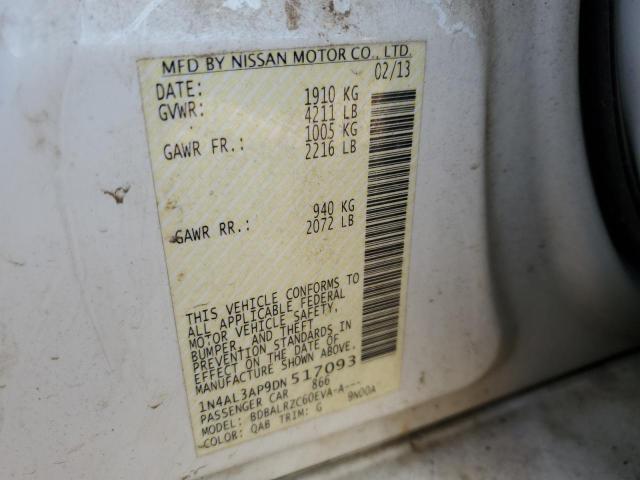 MFD BY NISSAN MOTOR CO., LTD.
DATE: 02/13
GVWR: 1910 KG
4211 LB
GAWR FR.: 1005 KG
2216 LB
GAWR RR.: 940 KG
2072 LB
THIS VEHICLE CONFORMS TO
ALL APPLICABLE FEDERAL
MOTOR VEHICLE SAFETY,
BUMPER, AND THEFT
PREVENTION STANDARDS IN
EFFECT ON THE DATE OF
MANUFACTURE SHOWN ABOVE.
1N4AL3AP9DN 517093
PASSENGER CAR 866
MODEL: BDBALRZC60EVA-A---
COLOR: QAB TRIM: G 9N00A